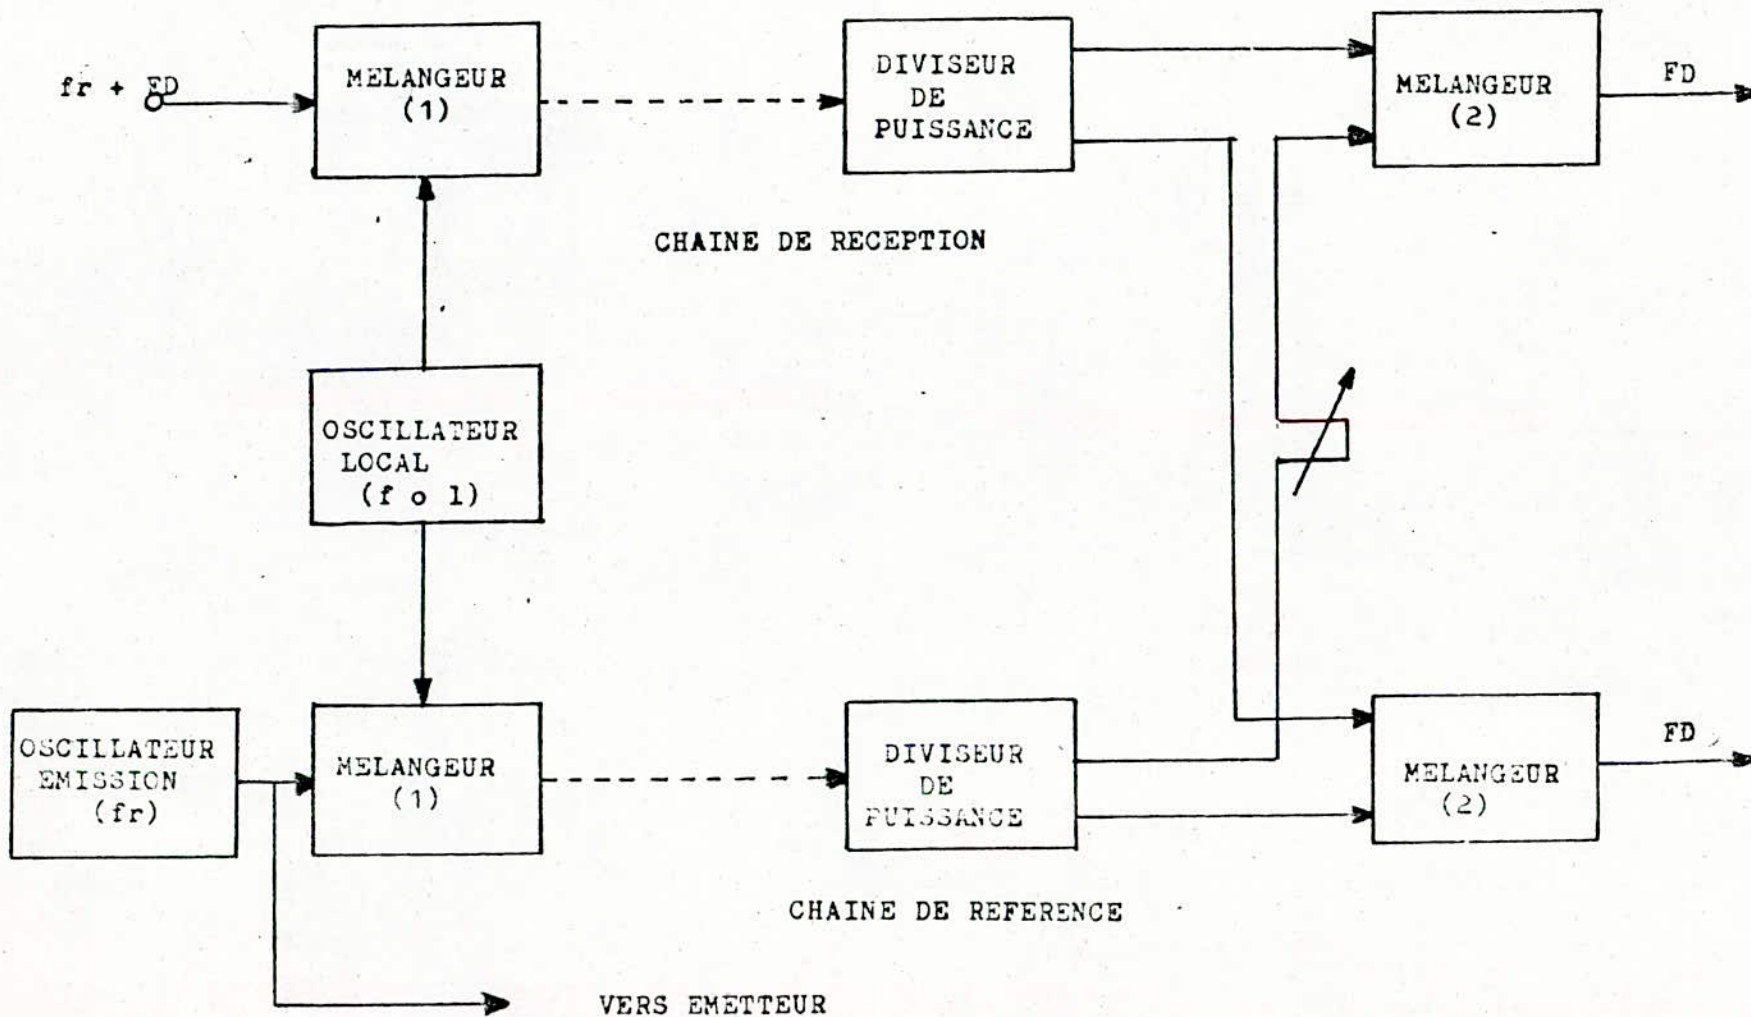 fr + FD
MELANGEUR
(1)
DIVISEUR
DE
PUISSANCE
MELANGEUR
(2)
FD
CHAINE DE RECEPTION
OSCILLATEUR
LOCAL
(f o l)
OSCILLATEUR
EMISSION
(fr)
MELANGEUR
(1)
DIVISEUR
DE
PUISSANCE
MELANGEUR
(2)
FD
CHAINE DE REFERENCE
VERS EMETTEUR